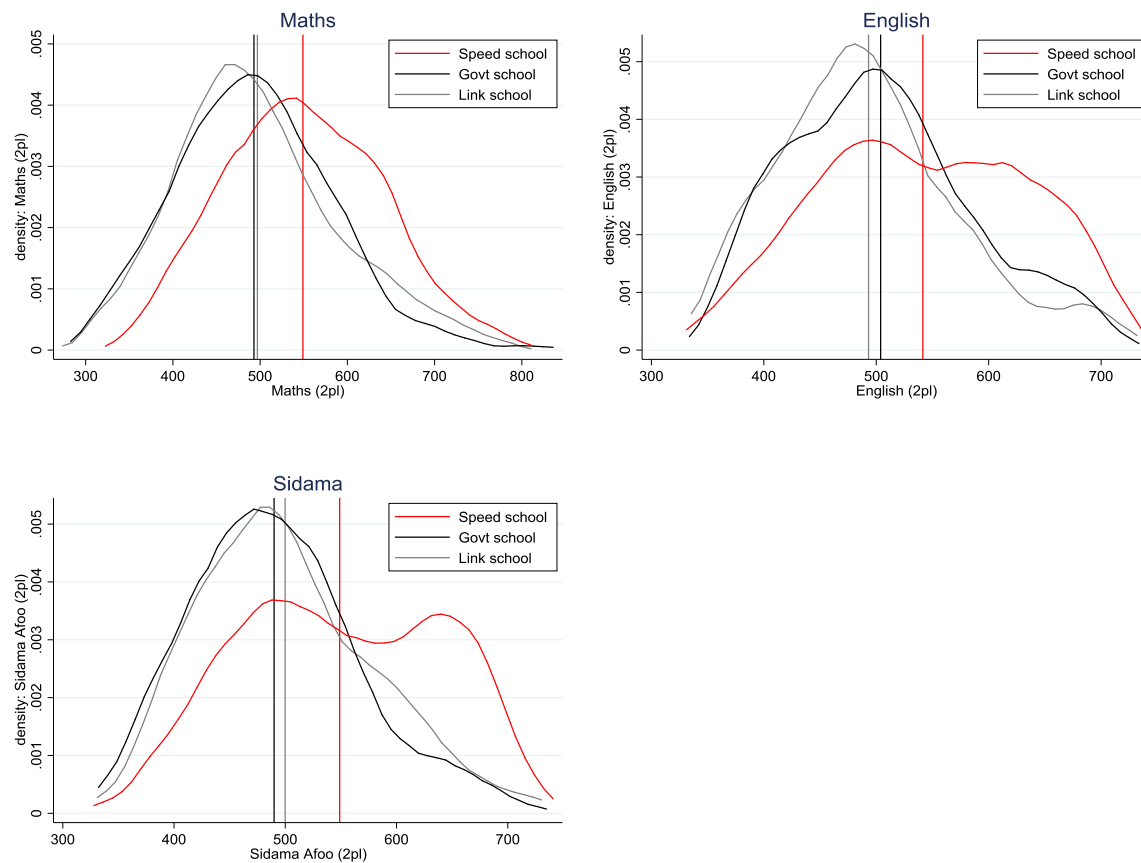 Maths
Speed school
Govt school
Link school
density: Maths (2pl)
.005
.004
.003
.002
.001
0
300 400 500 600 700 800
Maths (2pl)
English
Speed school
Govt school
Link school
density: English (2pl)
.005
.004
.003
.002
.001
0
300 400 500 600 700
English (2pl)
Sidama
Speed school
Govt school
Link school
density: Sidama Afoo (2pl)
.005
.004
.003
.002
.001
0
300 400 500 600 700
Sidama Afoo (2pl)